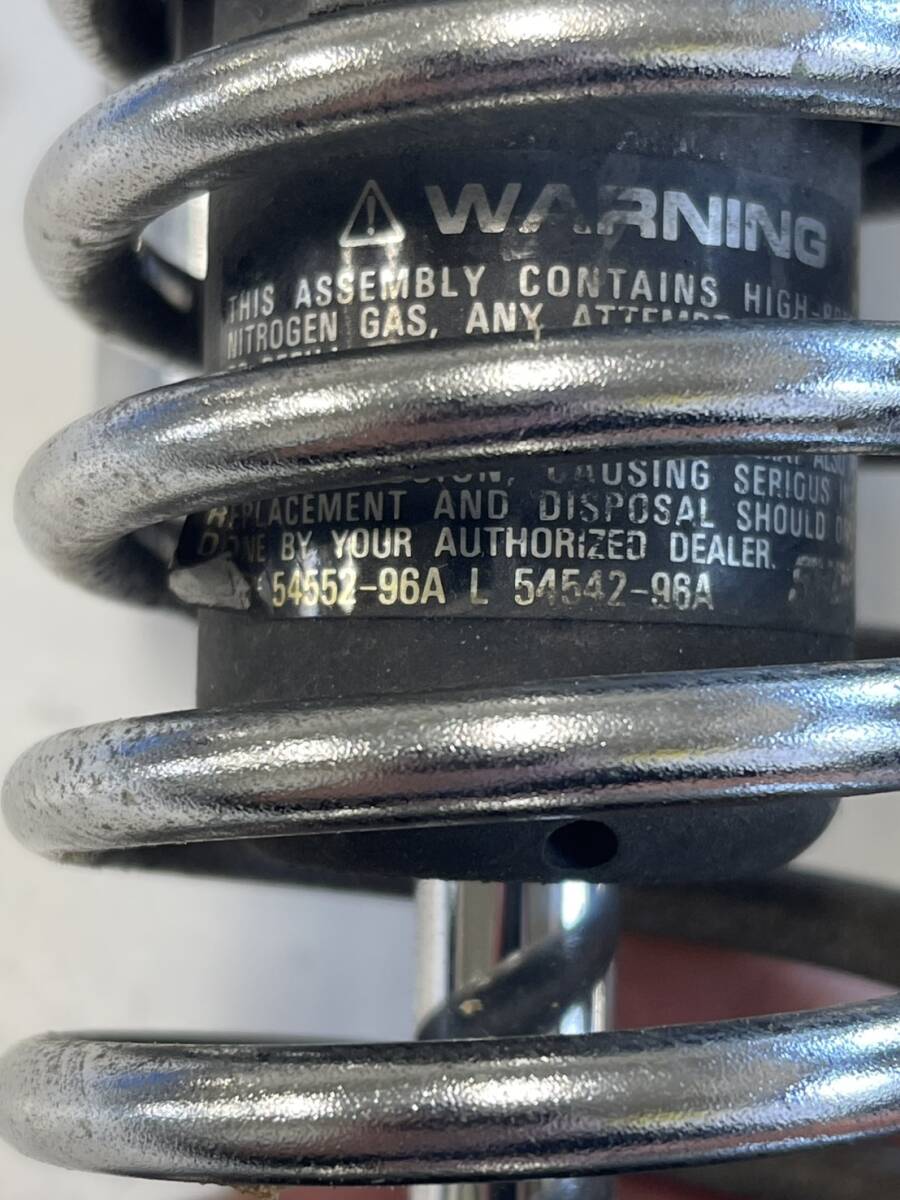 WARNING
THIS ASSEMBLY CONTAINS
NITROGEN GAS, ANY ATTEMPT
CAUSING SERIOUS
REPLACEMENT AND DISPOSAL SHOULD
DONE BY YOUR AUTHORIZED DEALER.
54552-96A L 54542-96A